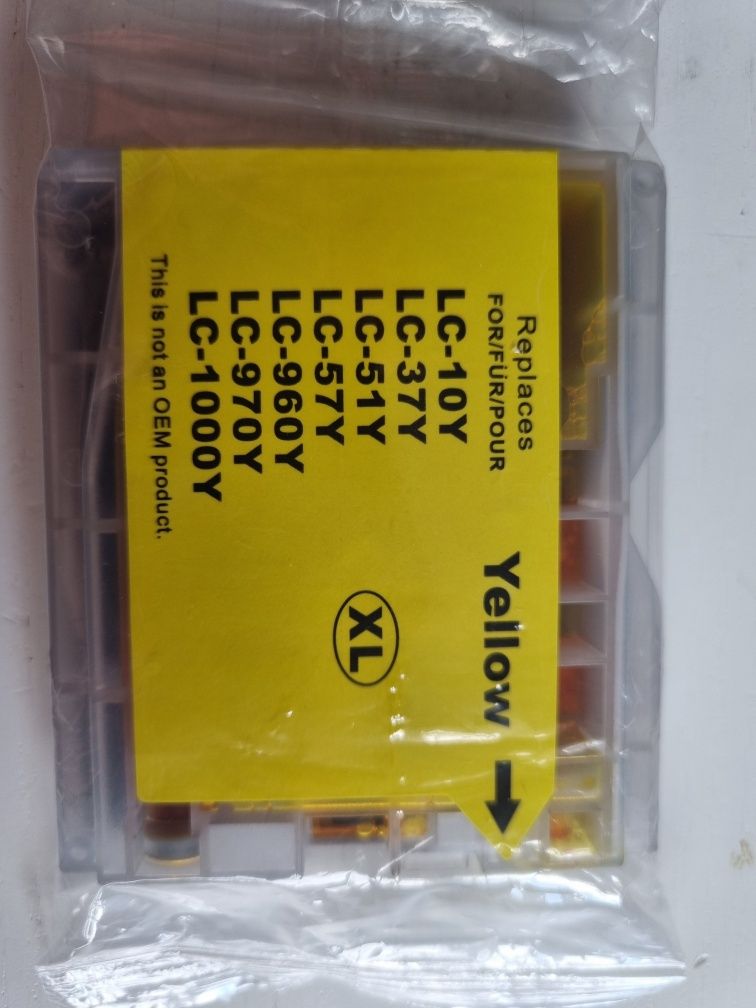 Replaces
FOR/FÜR/POUR
LC-10Y
LC-37Y
LC-51Y
LC-57Y
LC-960Y
LC-970Y
LC-1000Y
This is not an OEM product.
Yellow
XL